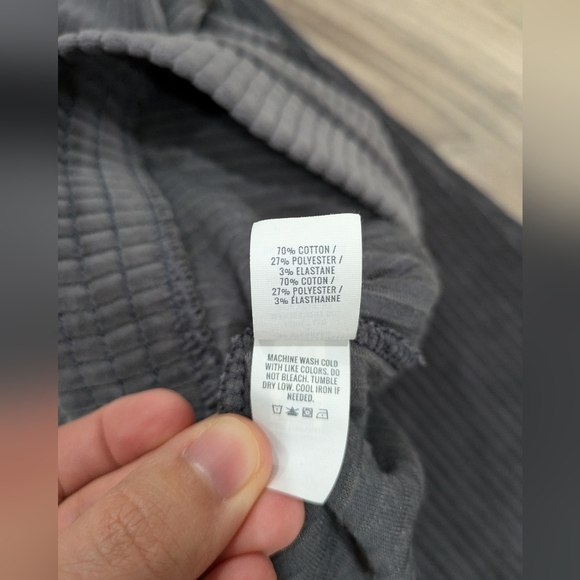 70% COTTON /
27% POLYESTER /
3% ELASTANE
70% COTON /
27% POLYESTER /
3% ÉLASTHANNE
MACHINE WASH COLD
WITH LIKE COLORS. DO
NOT BLEACH. TUMBLE
DRY LOW. COOL IRON IF
NEEDED.